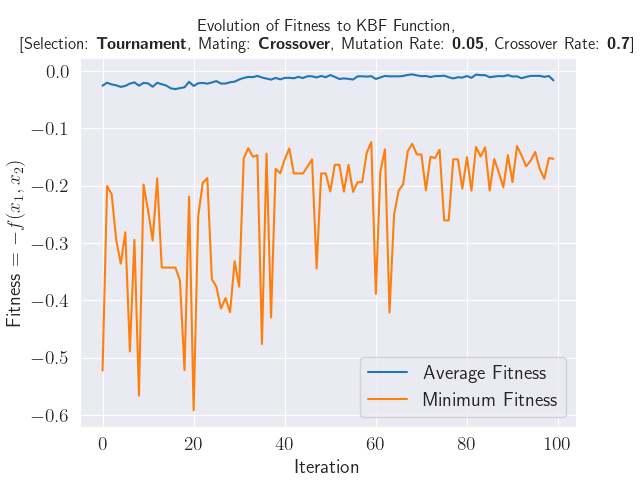 Evolution of Fitness to KBF Function,
[Selection: Tournament, Mating: Crossover, Mutation Rate: 0.05, Crossover Rate: 0.7]
Fitness = −f(x₁, x₂)
0.0
−0.1
−0.2
−0.3
−0.4
−0.5
−0.6
Average Fitness
Minimum Fitness
0 20 40 60 80 100
Iteration